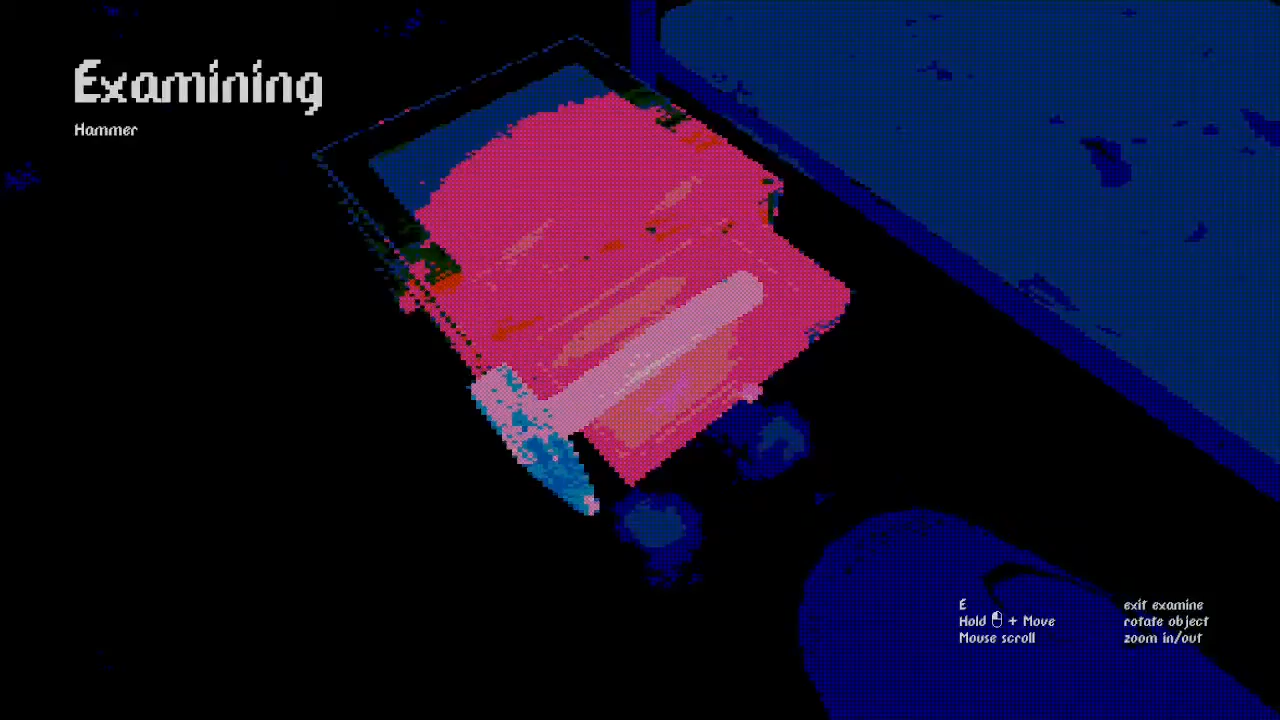 Examining
Hammer
E exit examine
Hold + Move rotate object
Mouse scroll zoom in/out